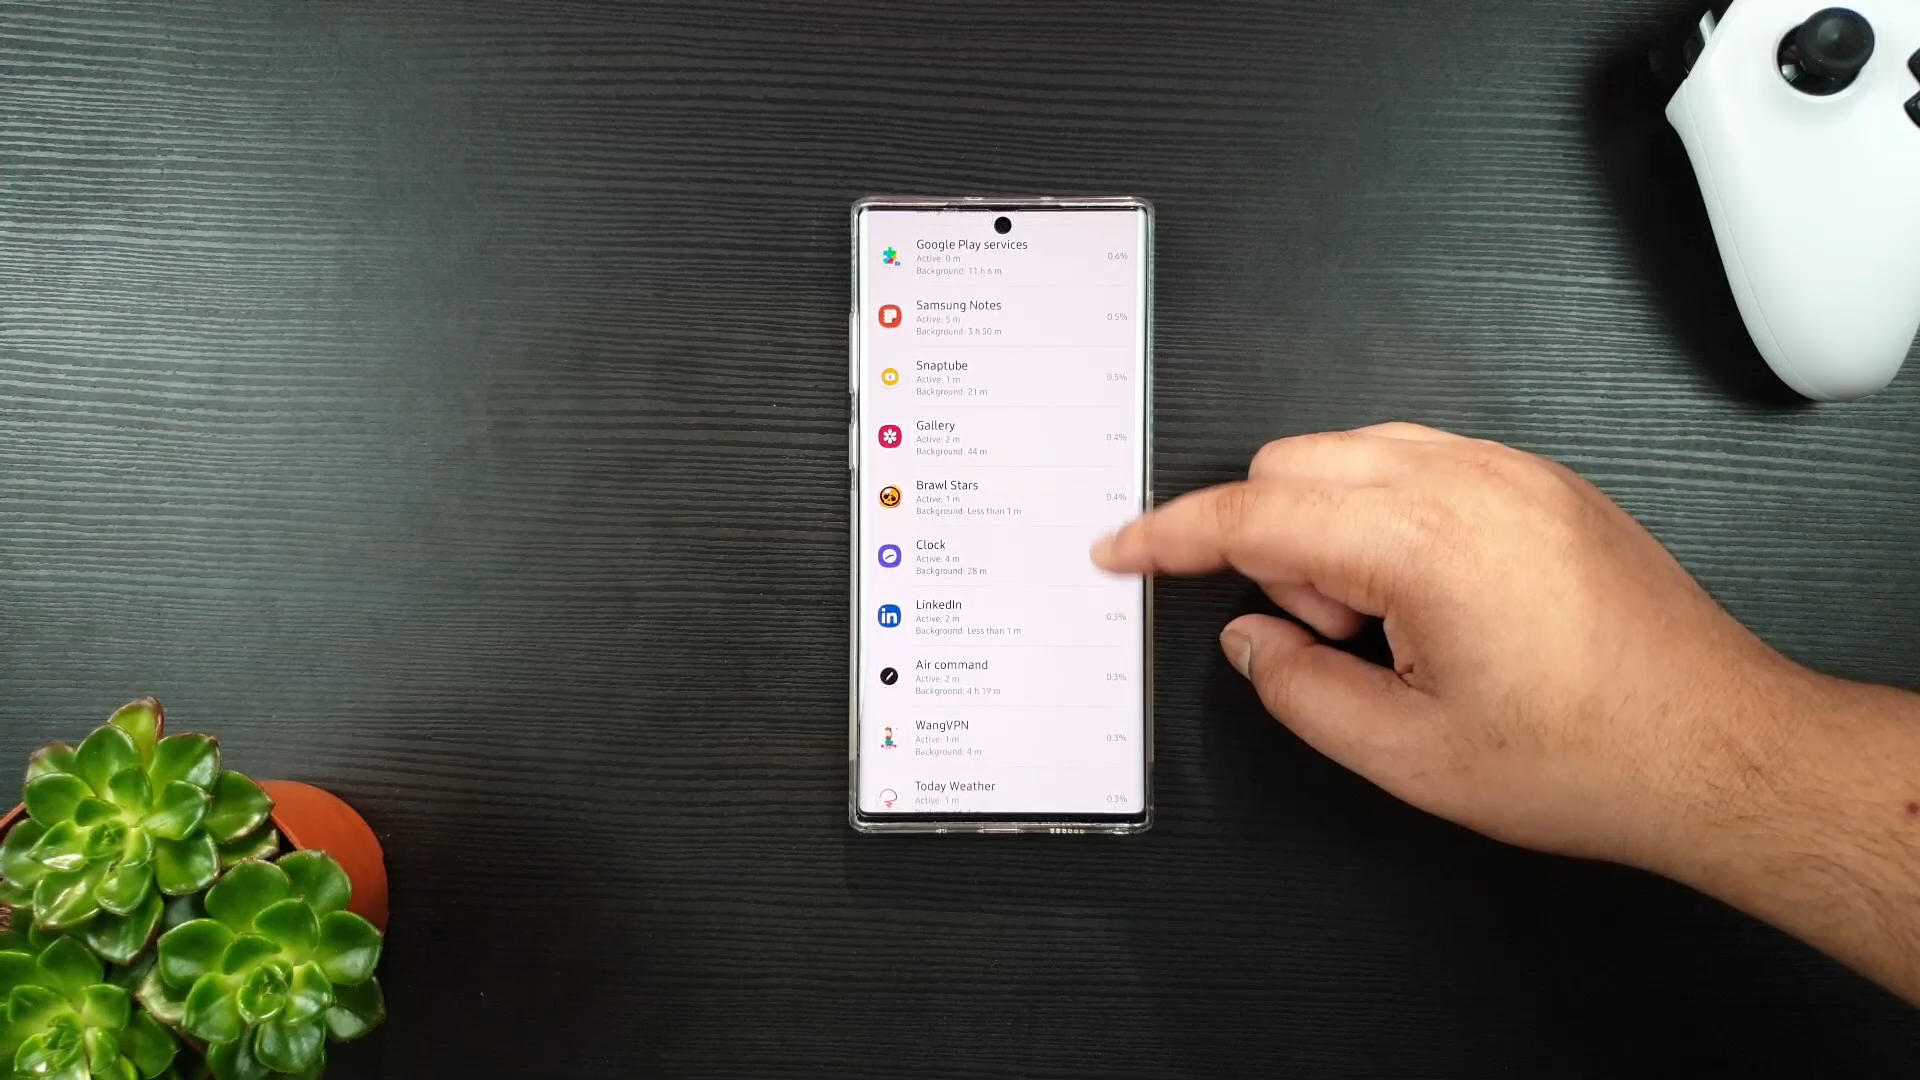 Google Play services
Active: 0 m
Background: 11 h 6 m
0.6%
Samsung Notes
Active: 5 m
Background: 3 h 50 m
0.5%
Snaptube
Active: 1 m
Background: 21 m
0.5%
Gallery
Active: 2 m
Background: 44 m
0.4%
Brawl Stars
Active: 1 m
Background: Less than 1 m
0.4%
Clock
Active: 4 m
Background: 28 m
in
LinkedIn
Active: 2 m
Background: Less than 1 m
0.3%
Air command
Active: 2 m
Background: 4 h 19 m
0.3%
WangVPN
Active: 1 m
Background: 4 m
0.3%
Today Weather
Active: 1 m
0.3%